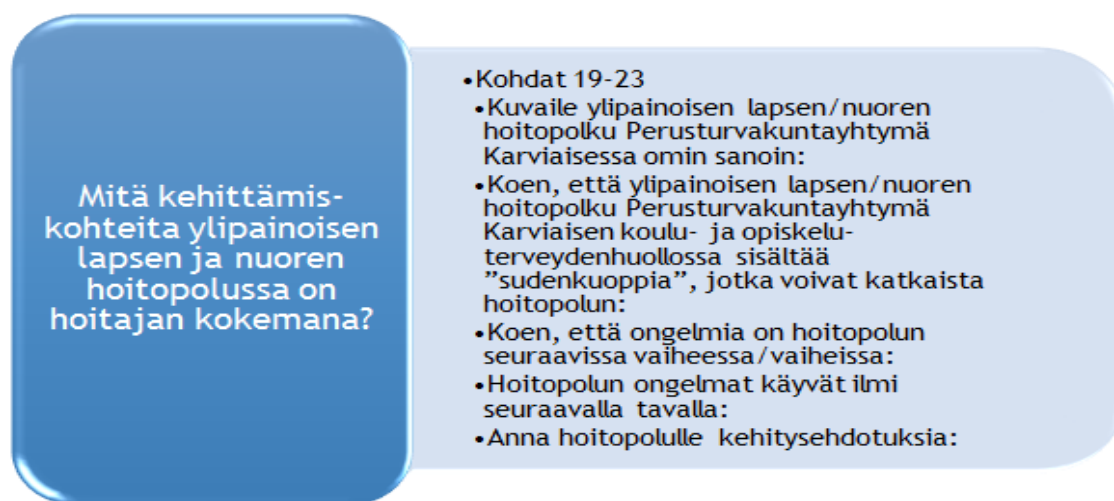 Mitä kehittämis-
kohteita ylipainoisen
lapsen ja nuoren
hoitopolussa on
hoitajan kokemana?
•Kohdat 19-23
•Kuvaile ylipainoisen lapsen/nuoren
hoitopolku Perusturvakuntayhtymä
Karviaisessa omin sanoin:
•Koen, että ylipainoisen lapsen/nuoren
hoitopolku Perusturvakuntayhtymä
Karviaisen koulu- ja opiskelu-
terveydenhuollossa sisältää
”sudenkuoppia”, jotka voivat katkaista
hoitopolun:
•Koen, että ongelmia on hoitopolun
seuraavissa vaiheessa/vaiheissa:
•Hoitopolun ongelmat käyvät ilmi
seuraavalla tavalla:
•Anna hoitopolulle kehitysehdotuksia: